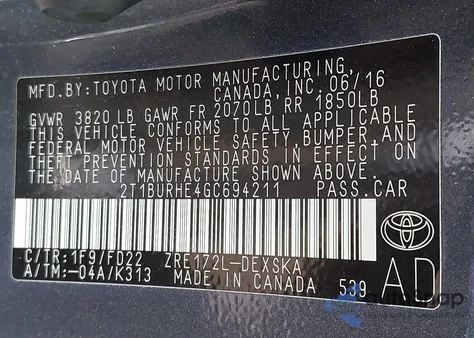 MFD.BY:TOYOTA MOTOR MANUFACTURING,
CANADA,INC. 06/16
GVWR 3820 LB GAWR FR 2070LB,RR 1850LB
THIS VEHICLE CONFORMS TO ALL APPLICABLE
FEDERAL MOTOR VEHICLE SAFETY,BUMPER,AND
THEFT PREVENTION STANDARDS IN EFFECT ON
THE DATE OF MANUFACTURE SHOWN ABOVE.
2T1BURHE4GC694211 PASS.CAR
C/TR:1F9/FD22 ZRE172L-DEXSKA
A/TM:-04A/K313 MADE IN CANADA 539
AD